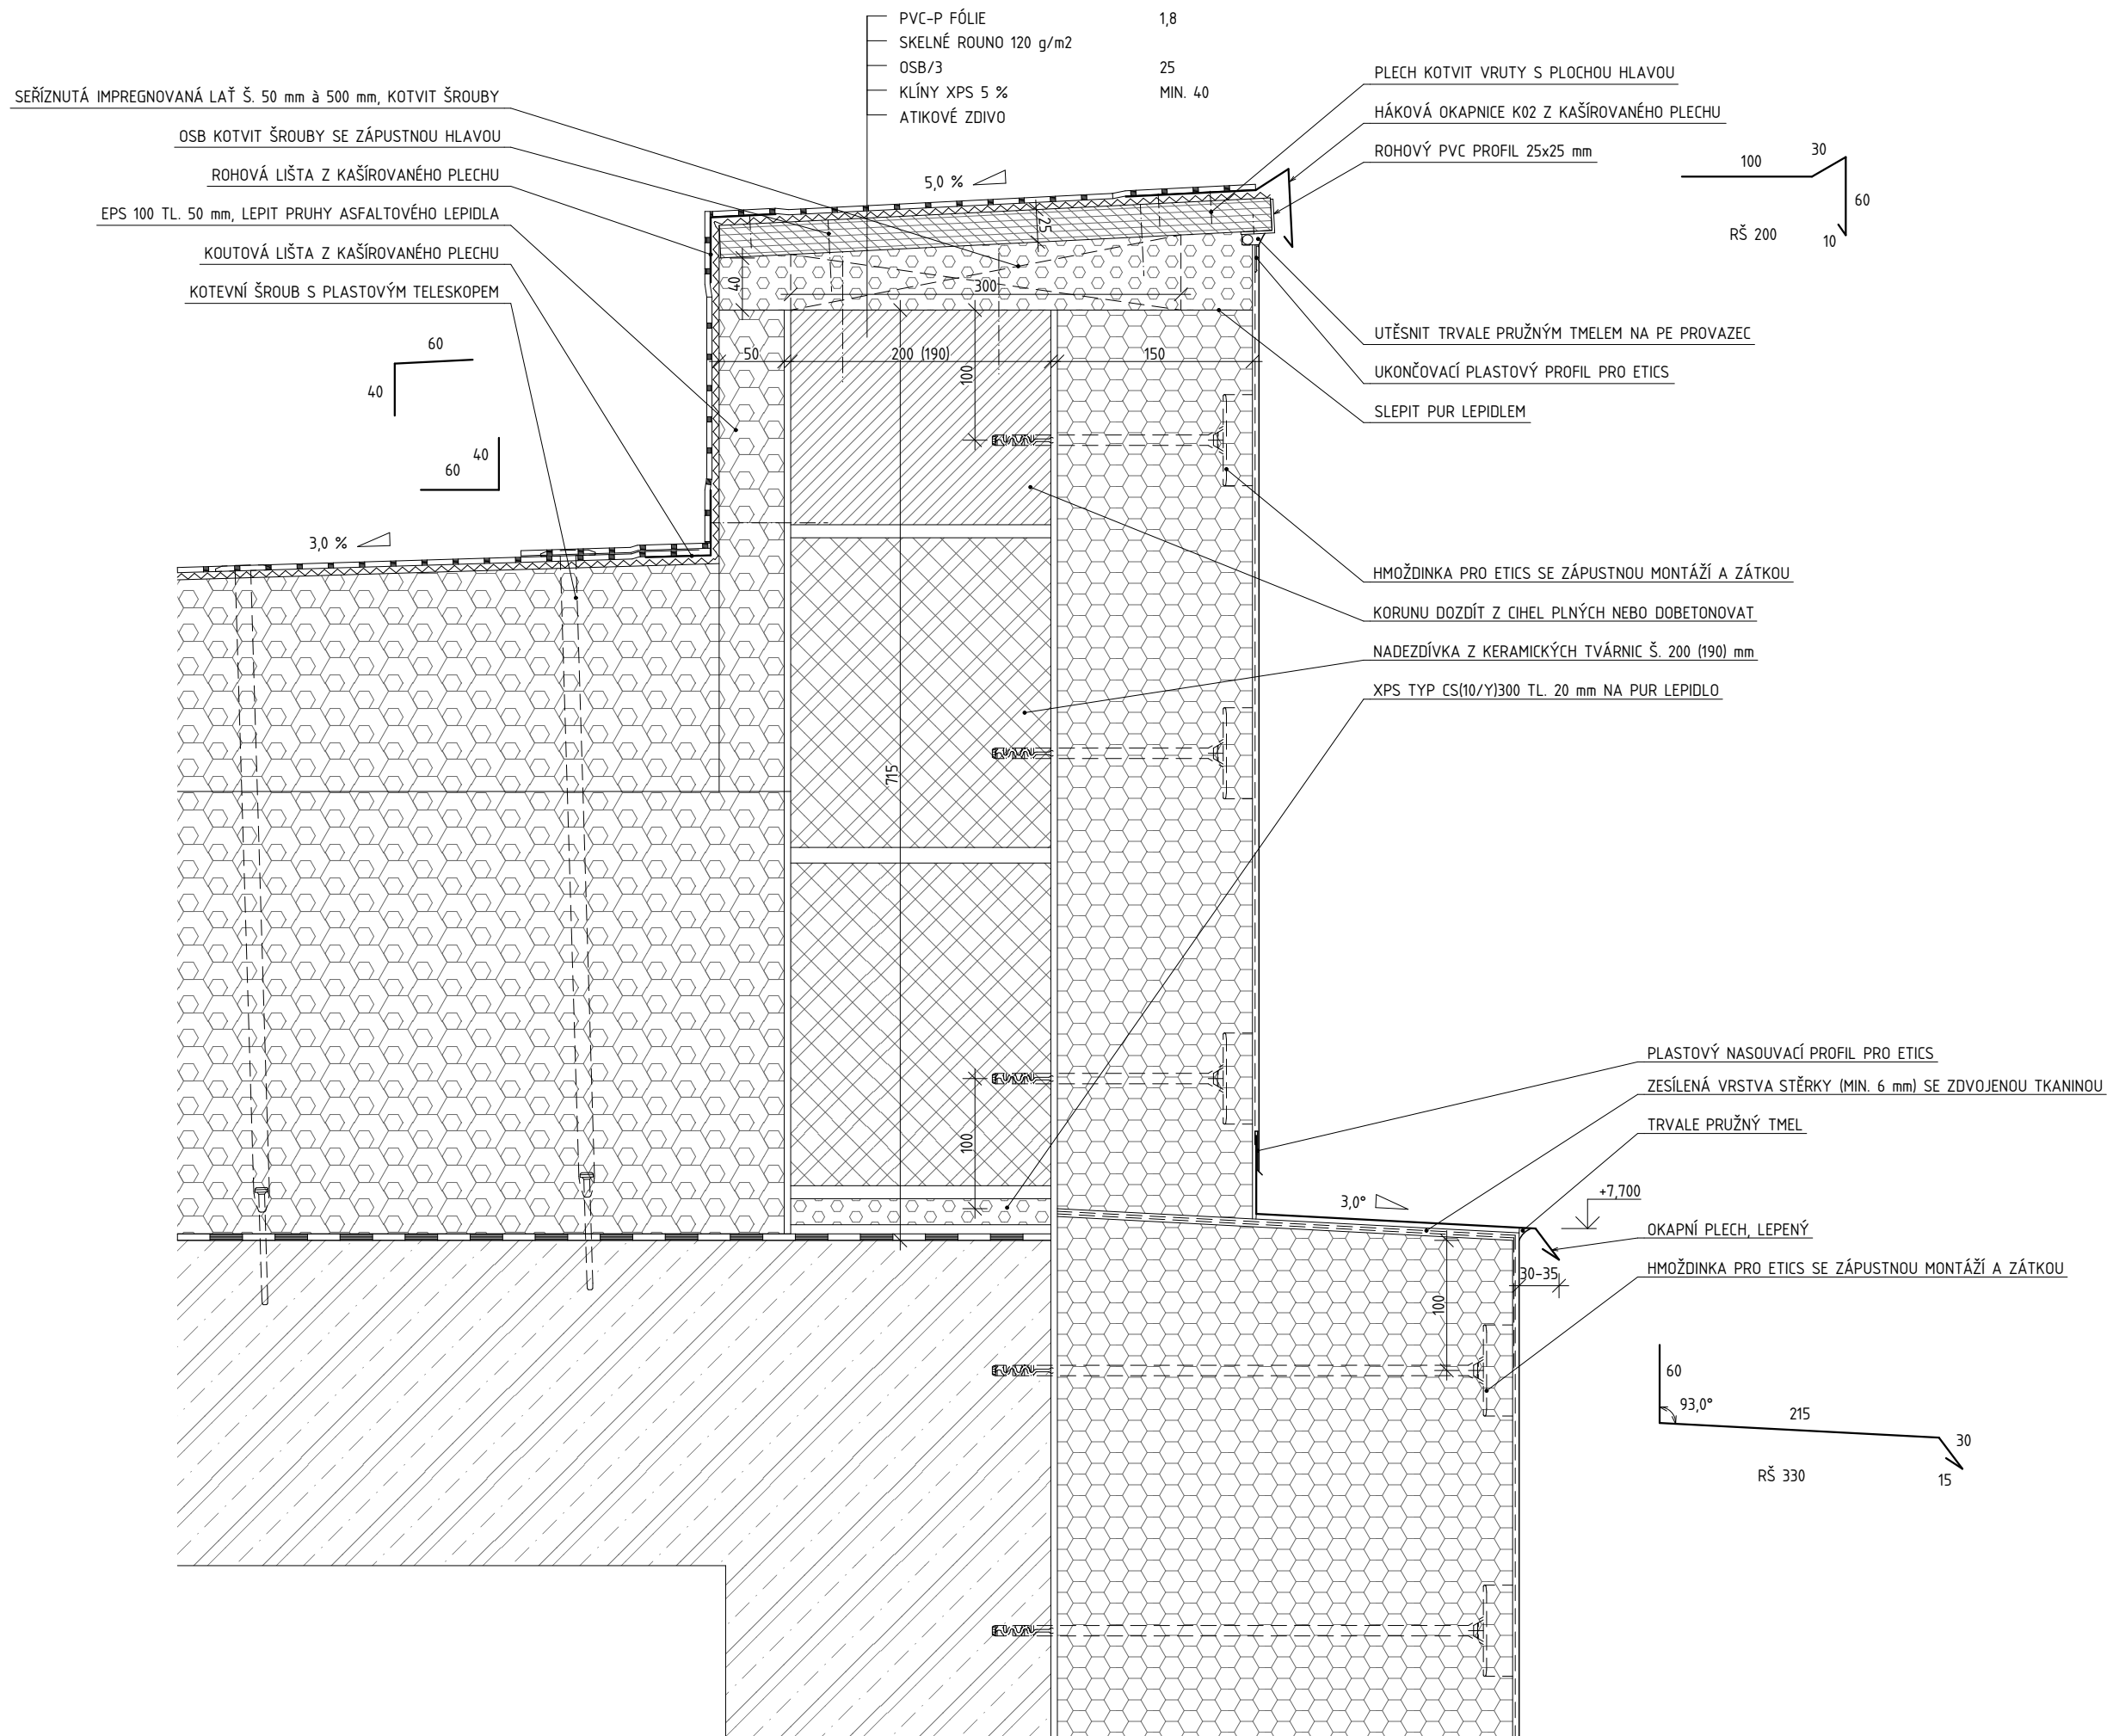 PVC-P FÓLIE 1,8
SKELNÉ ROUNO 120 g/m2
OSB/3 25
KLÍNY XPS 5 % MIN. 40
ATIKOVÉ ZDIVO
SEŘÍZNUTÁ IMPREGNOVANÁ LAŤ Š. 50 mm à 500 mm, KOTVIT ŠROUBY
OSB KOTVIT ŠROUBY SE ZÁPUSTNOU HLAVOU
ROHOVÁ LIŠTA Z KAŠÍROVANÉHO PLECHU
EPS 100 TL. 50 mm, LEPIT PRUHY ASFALTOVÉHO LEPIDLA
KOUTOVÁ LIŠTA Z KAŠÍROVANÉHO PLECHU
KOTEVNÍ ŠROUB S PLASTOVÝM TELESKOPEM
PLECH KOTVIT VRUTY S PLOCHOU HLAVOU
HÁKOVÁ OKAPNICE K02 Z KAŠÍROVANÉHO PLECHU
ROHOVÝ PVC PROFIL 25x25 mm
100
30
60
10
RŠ 200
5,0 %
25
40
300
50
200 (190)
150
100
60
40
40
60
3,0 %
UTĚSNIT TRVALE PRUŽNÝM TMELEM NA PE PROVAZEC
UKONČOVACÍ PLASTOVÝ PROFIL PRO ETICS
SLEPIT PUR LEPIDLEM
HMOŽDINKA PRO ETICS SE ZÁPUSTNOU MONTÁŽÍ A ZÁTKOU
KORUNU DOZDÍT Z CIHEL PLNÝCH NEBO DOBETONOVAT
NADEZDÍVKA Z KERAMICKÝCH TVÁRNIC Š. 200 (190) mm
XPS TYP CS(10/Y)300 TL. 20 mm NA PUR LEPIDLO
715
100
PLASTOVÝ NASOUVACÍ PROFIL PRO ETICS
ZESÍLENÁ VRSTVA STĚRKY (MIN. 6 mm) SE ZDVOJENOU TKANINOU
TRVALE PRUŽNÝ TMEL
3,0°
+7,700
OKAPNÍ PLECH, LEPENÝ
HMOŽDINKA PRO ETICS SE ZÁPUSTNOU MONTÁŽÍ A ZÁTKOU
30-35
100
60
93,0°
215
30
15
RŠ 330